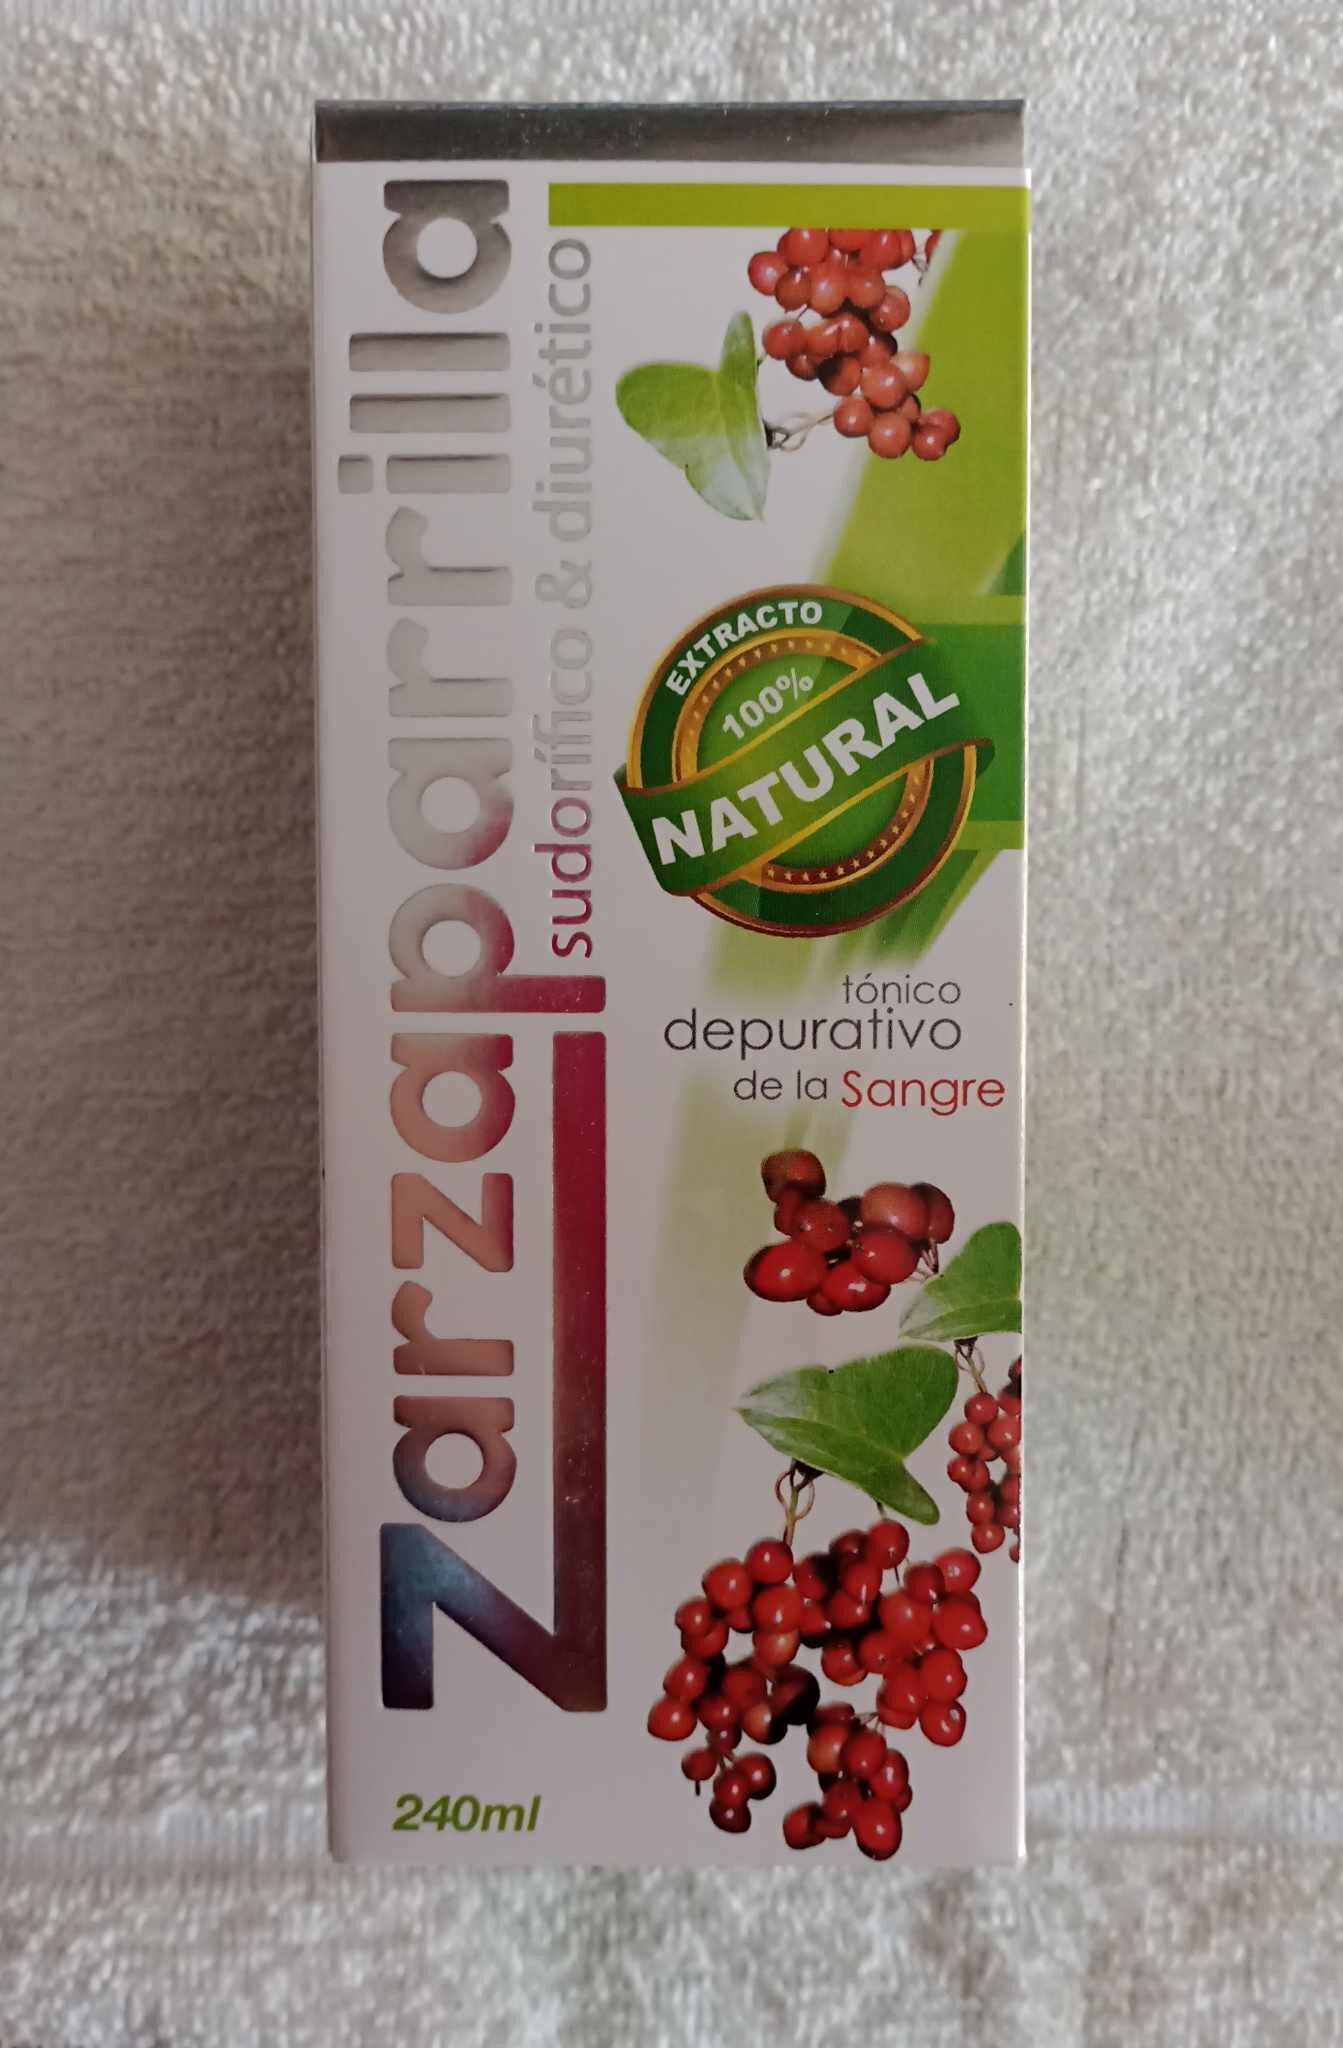 Zarzaparrilla
sudorífico & diurético
EXTRACTO
100%
NATURAL
tónico
depurativo
de la Sangre
240ml